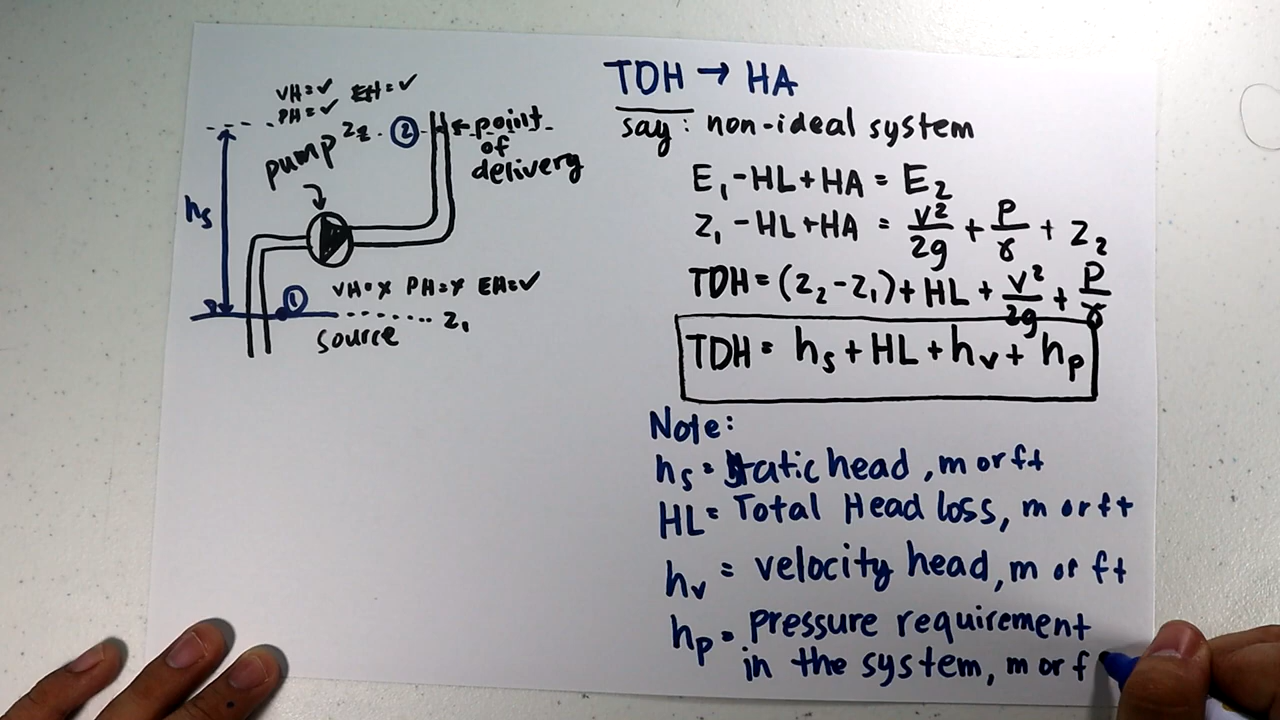 VH=✓ EH=✓
PH=✓
pump Z2 ② ←point
of
delivery
hs
① VH=x PH=x EH=✓
Z1
source
TDH → HA
say: non-ideal system
E1-HL+HA = E2
Z1 -HL+HA = V²/2g + P/γ + Z2
TDH=(Z2-Z1)+HL+V²/2g+P/γ
TDH= hs+HL+hv+hp
Note:
hs= static head, m or ft
HL= Total Head loss, m or ft
hv = velocity head, m or ft
hp= pressure requirement
in the system, m or f